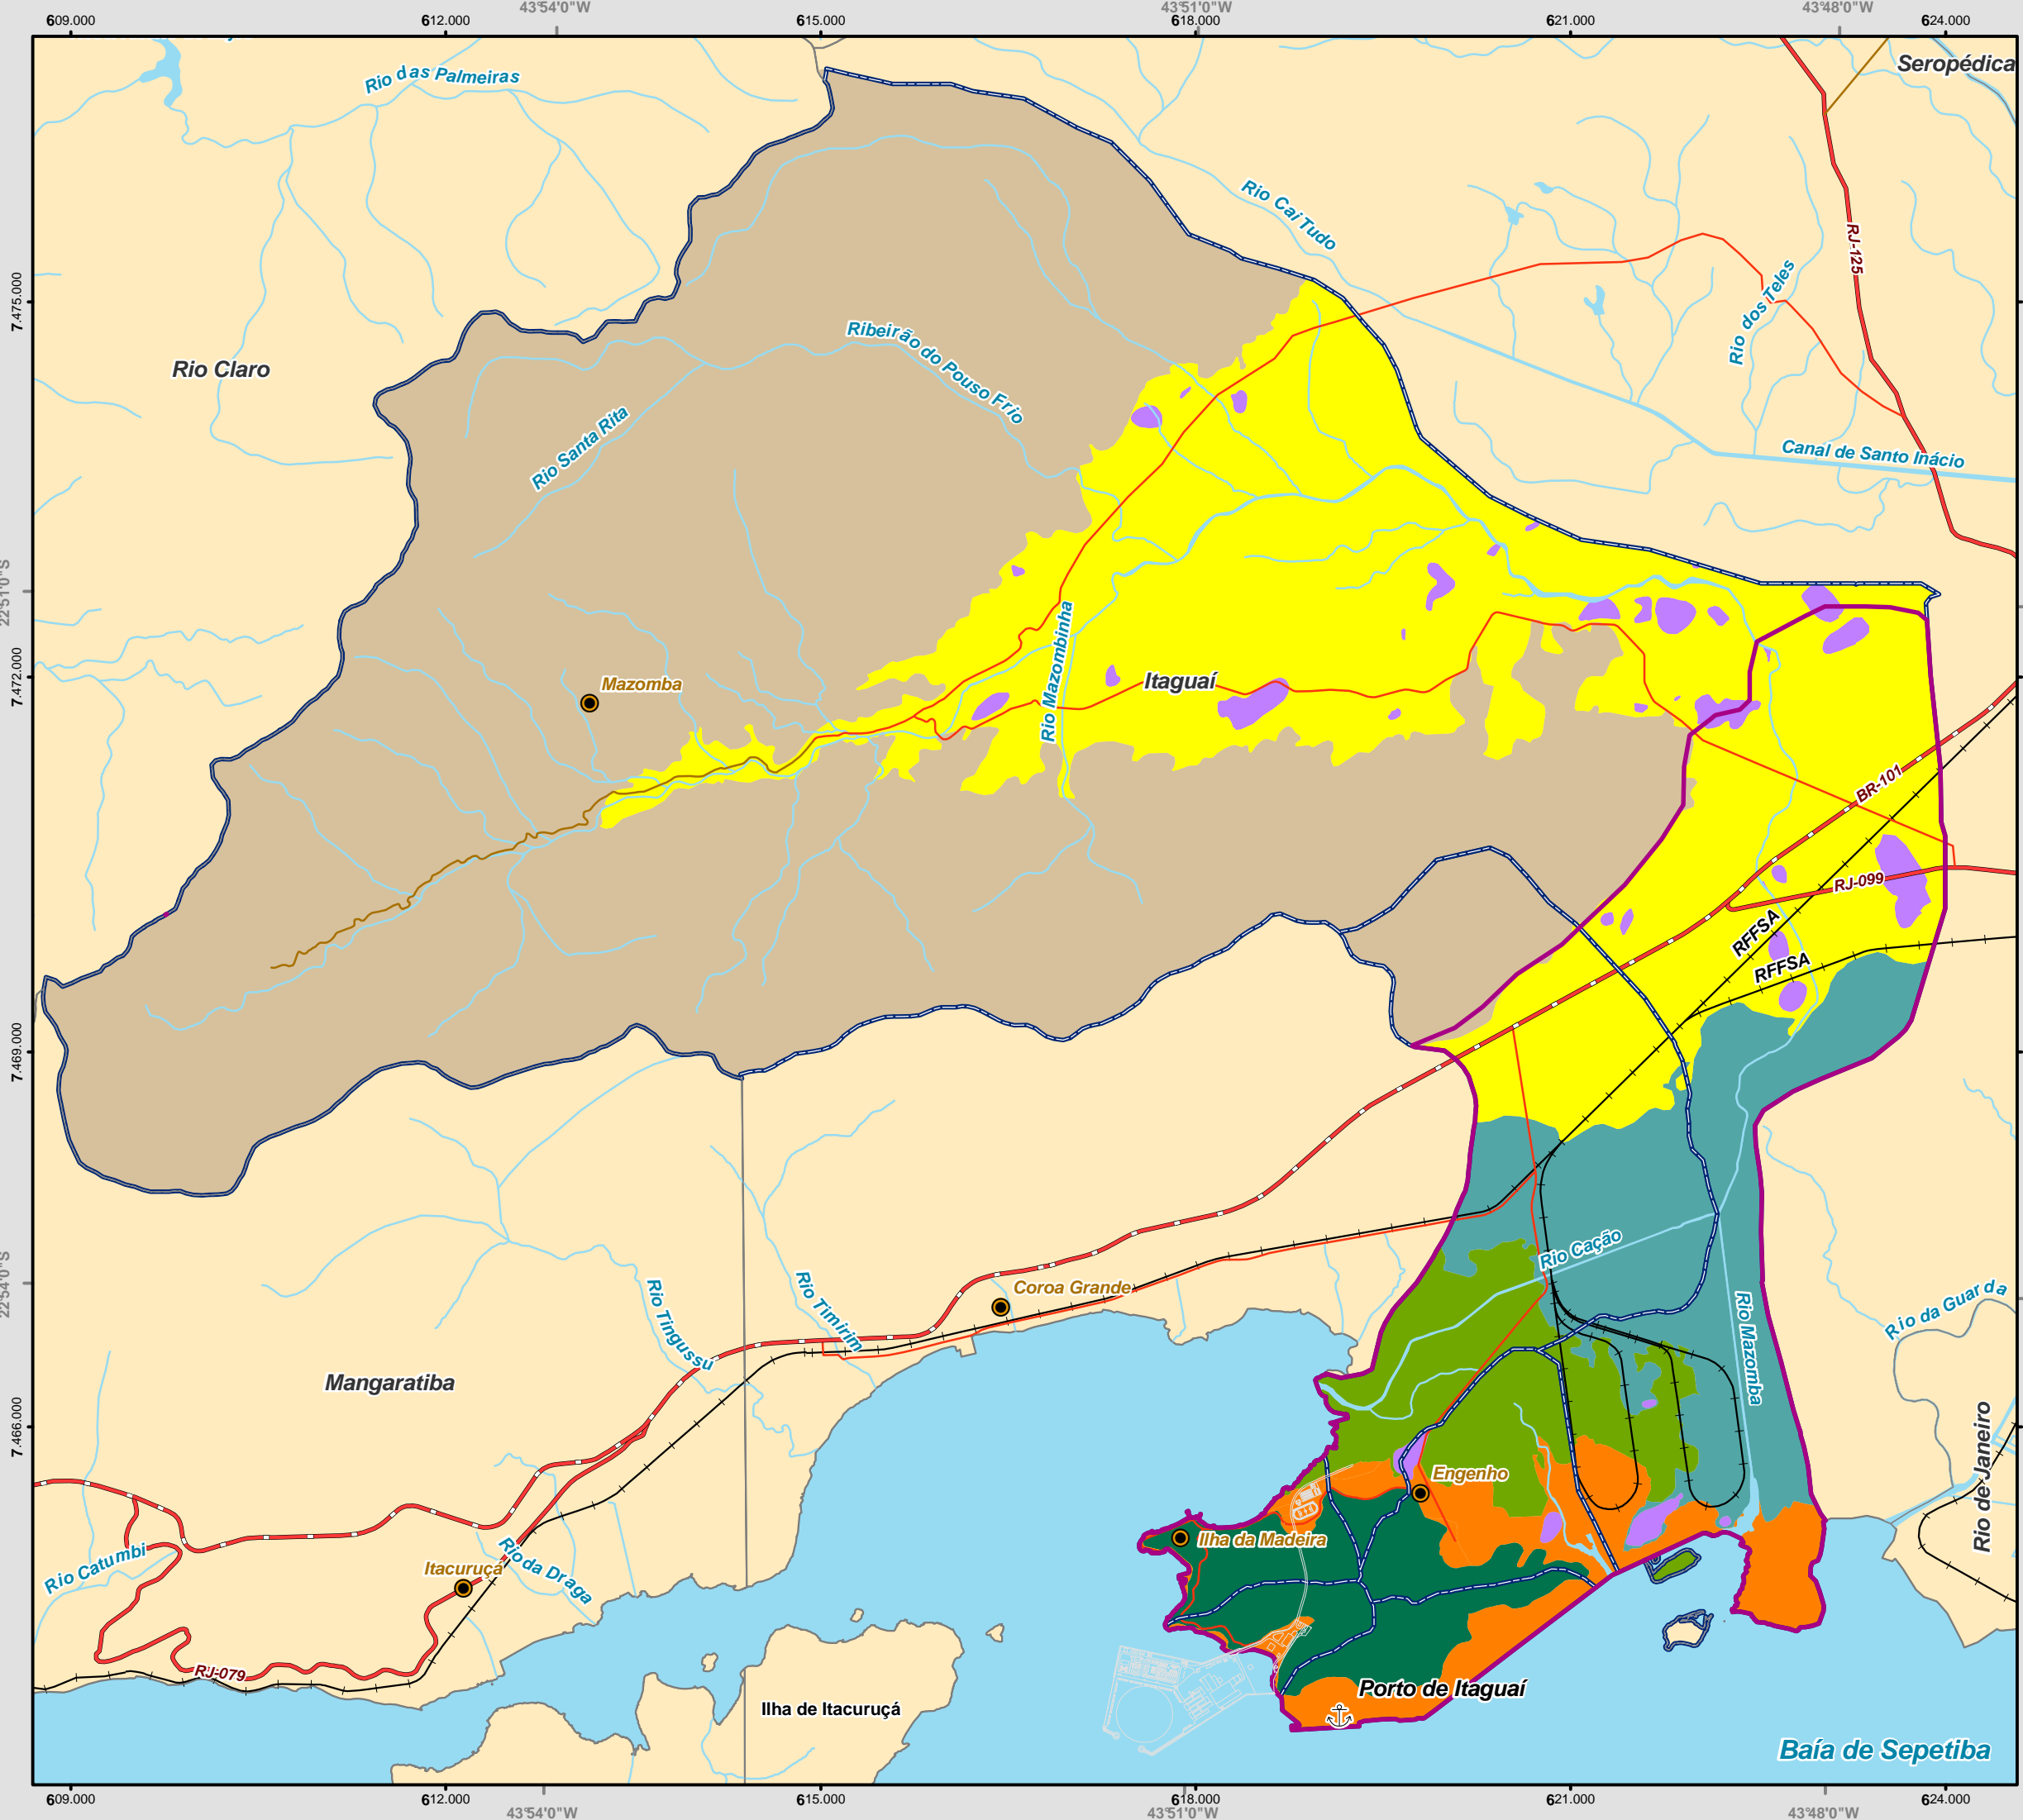 43°54'0"W
43°51'0"W
43°48'0"W
609.000
612.000
615.000
618.000
621.000
624.000
Seropédica
Rio das Palmeiras
Rio Cai Tudo
RJ-125
Rio dos Teles
7.475.000
Ribeirão do Pouso Frio
Rio Claro
Rio Santa Rita
Canal de Santo Inácio
22°51'0"S
Rio Mazombinha
7.472.000
Mazomba
Itaguaí
BR-101
RJ-099
RFFSA
RFFSA
7.469.000
Rio Cação
22°54'0"S
Coroa Grande
Rio Tingussu
Rio Timirim
Rio Mazomba
Rio da Guarda
Mangaratiba
7.466.000
Rio de Janeiro
Engenho
Ilha da Madeira
Rio Catumbi
Itacuruçá
Rio da Draga
RJ-079
Porto de Itaguaí
Ilha de Itacuruçá
Baía de Sepetiba
609.000
612.000
615.000
618.000
621.000
624.000
43°54'0"W
43°51'0"W
43°48'0"W